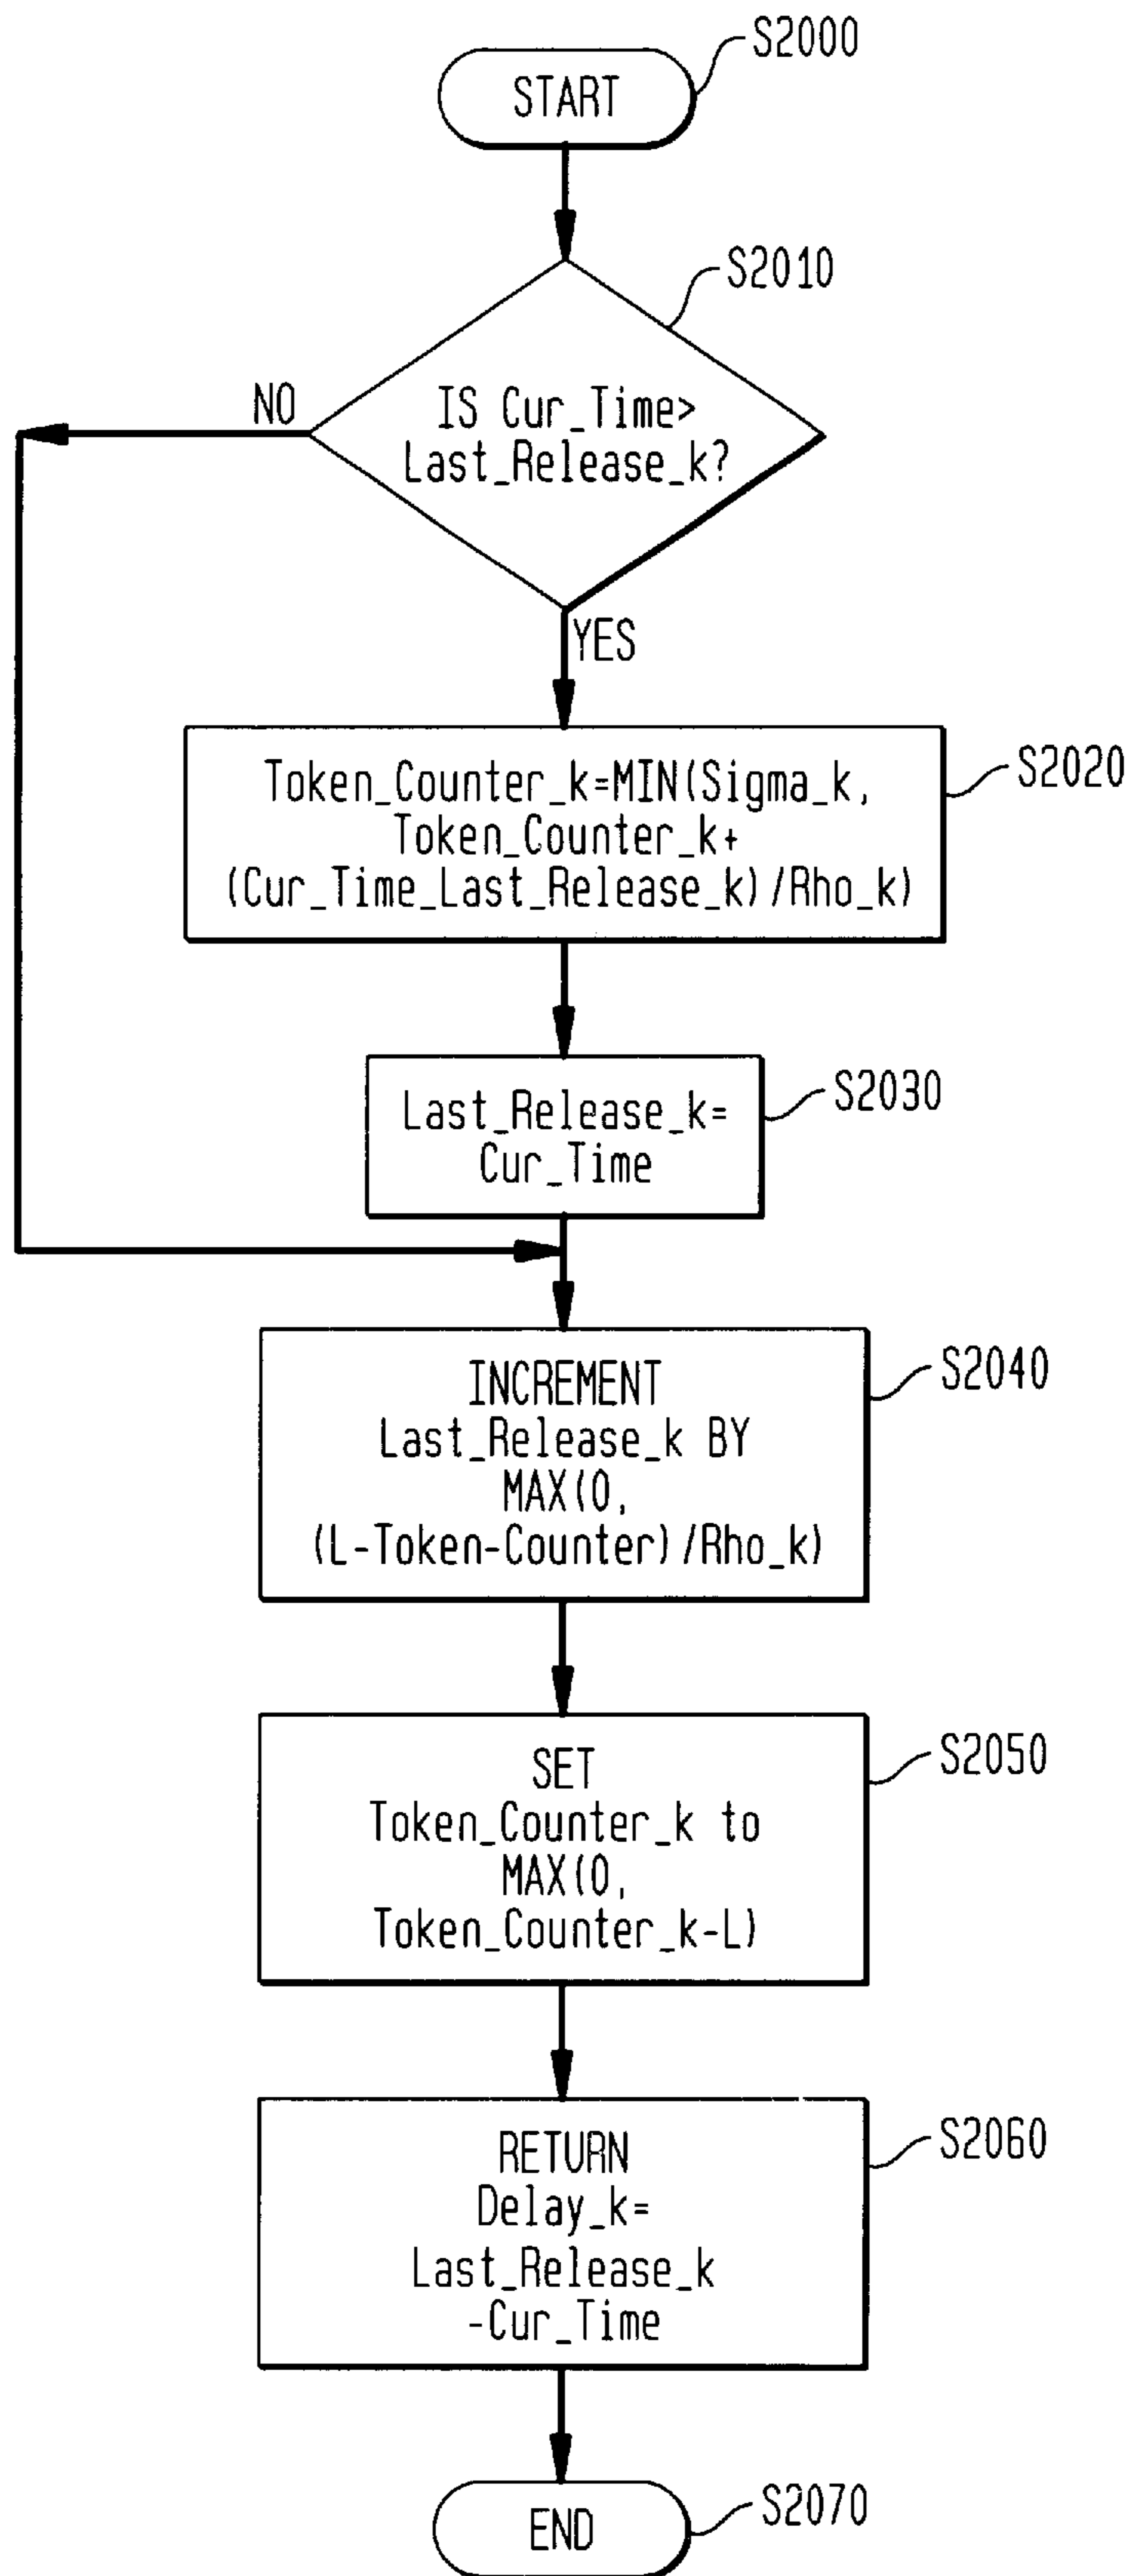 START
S2000
S2010
NO
IS Cur_Time>
Last_Release_k?
YES
S2020
Token_Counter_k=MIN(Sigma_k,
Token_Counter_k+
(Cur_Time_Last_Release_k)/Rho_k)
S2030
Last_Release_k=
Cur_Time
S2040
INCREMENT
Last_Release_k BY
MAX(0,
(L-Token-Counter)/Rho_k)
S2050
SET
Token_Counter_k to
MAX(0,
Token_Counter_k-L)
S2060
RETURN
Delay_k=
Last_Release_k
-Cur_Time
END
S2070